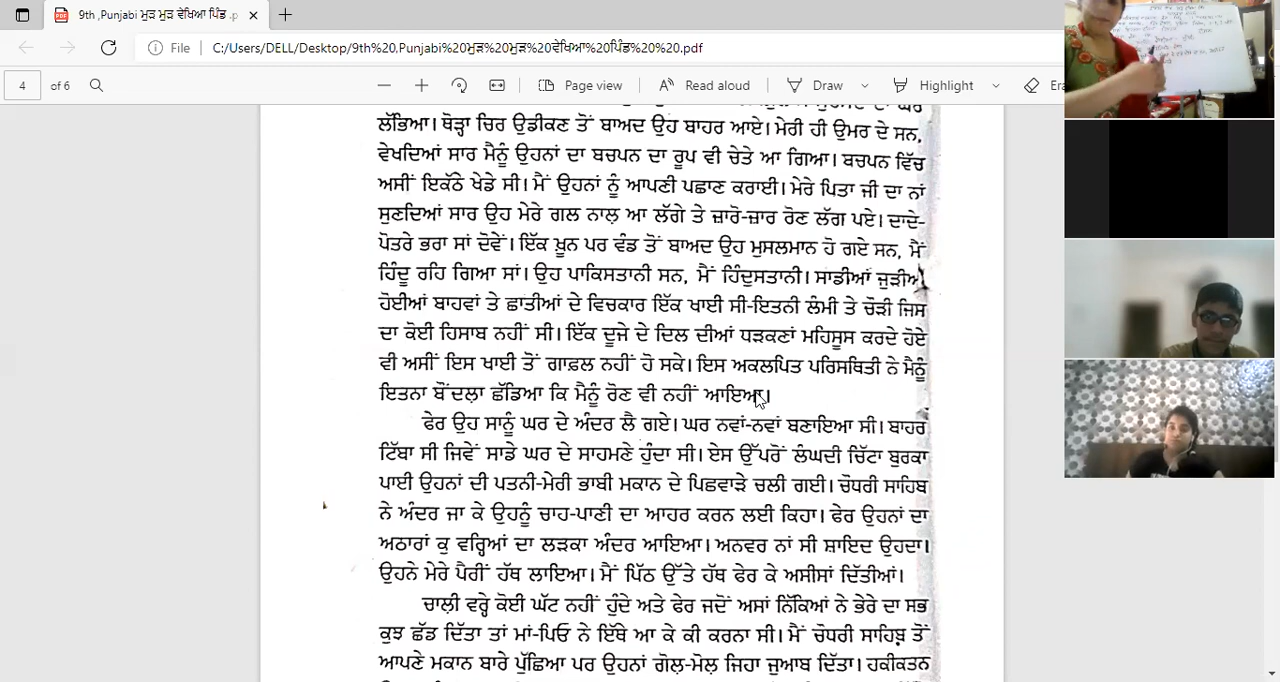 9th ,Punjabi ਮੁੜ ਮੁੜ ਵੇਖਿਆ ਪਿੰਡ .p
File
C:/Users/DELL/Desktop/9th%20,Punjabi%20ਮੁੜ%20ਮੁੜ%20ਵੇਖਿਆ%20ਪਿੰਡ%20%20.pdf
4 of 6
Page view
Read aloud
Draw
Highlight
Era
ਲੱਭਿਆ। ਥੋੜ੍ਹਾ ਚਿਰ ਉਡੀਕਣ ਤੋਂ ਬਾਅਦ ਉਹ ਬਾਹਰ ਆਏ। ਮੇਰੀ ਹੀ ਉਮਰ ਦੇ ਸਨ,
ਵੇਖਦਿਆਂ ਸਾਰ ਮੈਨੂੰ ਉਹਨਾਂ ਦਾ ਬਚਪਨ ਦਾ ਰੂਪ ਵੀ ਚੇਤੇ ਆ ਗਿਆ। ਬਚਪਨ ਵਿੱਚ
ਅਸੀਂ ਇਕੱਠੇ ਖੇਡੇ ਸੀ। ਮੈਂ ਉਹਨਾਂ ਨੂੰ ਆਪਣੀ ਪਛਾਣ ਕਰਾਈ। ਮੇਰੇ ਪਿਤਾ ਜੀ ਦਾ ਨਾਂ
ਸੁਣਦਿਆਂ ਸਾਰ ਉਹ ਮੇਰੇ ਗਲ ਨਾਲ਼ ਆ ਲੱਗੇ ਤੇ ਜ਼ਾਰੋ-ਜ਼ਾਰ ਰੋਣ ਲੱਗ ਪਏ। ਦਾਦੇ-
ਪੋਤਰੇ ਭਰਾ ਸਾਂ ਦੋਵੇਂ। ਇੱਕ ਖ਼ੂਨ ਪਰ ਵੰਡ ਤੋਂ ਬਾਅਦ ਉਹ ਮੁਸਲਮਾਨ ਹੋ ਗਏ ਸਨ, ਮੈਂ
ਹਿੰਦੂ ਰਹਿ ਗਿਆ ਸਾਂ। ਉਹ ਪਾਕਿਸਤਾਨੀ ਸਨ, ਮੈਂ ਹਿੰਦੁਸਤਾਨੀ। ਸਾਡੀਆਂ ਜੁੜੀਆਂ
ਹੋਈਆਂ ਬਾਹਵਾਂ ਤੇ ਛਾਤੀਆਂ ਦੇ ਵਿਚਕਾਰ ਇੱਕ ਖਾਈ ਸੀ-ਇਤਨੀ ਲੰਮੀ ਤੇ ਚੌੜੀ ਜਿਸ
ਦਾ ਕੋਈ ਹਿਸਾਬ ਨਹੀਂ ਸੀ। ਇੱਕ ਦੂਜੇ ਦੇ ਦਿਲ ਦੀਆਂ ਧੜਕਣਾਂ ਮਹਿਸੂਸ ਕਰਦੇ ਹੋਏ
ਵੀ ਅਸੀਂ ਇਸ ਖਾਈ ਤੋਂ ਗਾਫ਼ਲ ਨਹੀਂ ਹੋ ਸਕੇ। ਇਸ ਅਕਲਪਿਤ ਪਰਿਸਥਿਤੀ ਨੇ ਮੈਨੂੰ
ਇਤਨਾ ਬੌਂਦਲਾ ਛੱਡਿਆ ਕਿ ਮੈਨੂੰ ਰੋਣ ਵੀ ਨਹੀਂ ਆਇਆ।
ਫੇਰ ਉਹ ਸਾਨੂੰ ਘਰ ਦੇ ਅੰਦਰ ਲੈ ਗਏ। ਘਰ ਨਵਾਂ-ਨਵਾਂ ਬਣਾਇਆ ਸੀ। ਬਾਹਰ
ਟਿੱਬਾ ਸੀ ਜਿਵੇਂ ਸਾਡੇ ਘਰ ਦੇ ਸਾਹਮਣੇ ਹੁੰਦਾ ਸੀ। ਏਸ ਉੱਪਰੋਂ ਲੰਘਦੀ ਚਿੱਟਾ ਬੁਰਕਾ
ਪਾਈ ਉਹਨਾਂ ਦੀ ਪਤਨੀ-ਮੇਰੀ ਭਾਬੀ ਮਕਾਨ ਦੇ ਪਿਛਵਾੜੇ ਚਲੀ ਗਈ। ਚੌਧਰੀ ਸਾਹਿਬ
ਨੇ ਅੰਦਰ ਜਾ ਕੇ ਉਹਨੂੰ ਚਾਹ-ਪਾਣੀ ਦਾ ਆਹਰ ਕਰਨ ਲਈ ਕਿਹਾ। ਫੇਰ ਉਹਨਾਂ ਦਾ
ਅਠਾਰਾਂ ਕੁ ਵਰ੍ਹਿਆਂ ਦਾ ਲੜਕਾ ਅੰਦਰ ਆਇਆ। ਅਨਵਰ ਨਾਂ ਸੀ ਸ਼ਾਇਦ ਉਹਦਾ।
ਉਹਨੇ ਮੇਰੇ ਪੈਰੀਂ ਹੱਥ ਲਾਇਆ। ਮੈਂ ਪਿੱਠ ਉੱਤੇ ਹੱਥ ਫੇਰ ਕੇ ਅਸੀਸਾਂ ਦਿੱਤੀਆਂ।
ਚਾਲ਼ੀ ਵਰ੍ਹੇ ਕੋਈ ਘੱਟ ਨਹੀਂ ਹੁੰਦੇ ਅਤੇ ਫੇਰ ਜਦੋਂ ਅਸਾਂ ਨਿੱਕਿਆਂ ਨੇ ਭੇਰੇ ਦਾ ਸਭ
ਕੁਝ ਛੱਡ ਦਿੱਤਾ ਤਾਂ ਮਾਂ-ਪਿਓ ਨੇ ਇੱਥੇ ਆ ਕੇ ਕੀ ਕਰਨਾ ਸੀ। ਮੈਂ ਚੌਧਰੀ ਸਾਹਿਬ ਤੋਂ
ਆਪਣੇ ਮਕਾਨ ਬਾਰੇ ਪੁੱਛਿਆ ਪਰ ਉਹਨਾਂ ਗੋਲ਼-ਮੋਲ਼ ਜਿਹਾ ਜੁਆਬ ਦਿੱਤਾ। ਹਕੀਕਤਨ